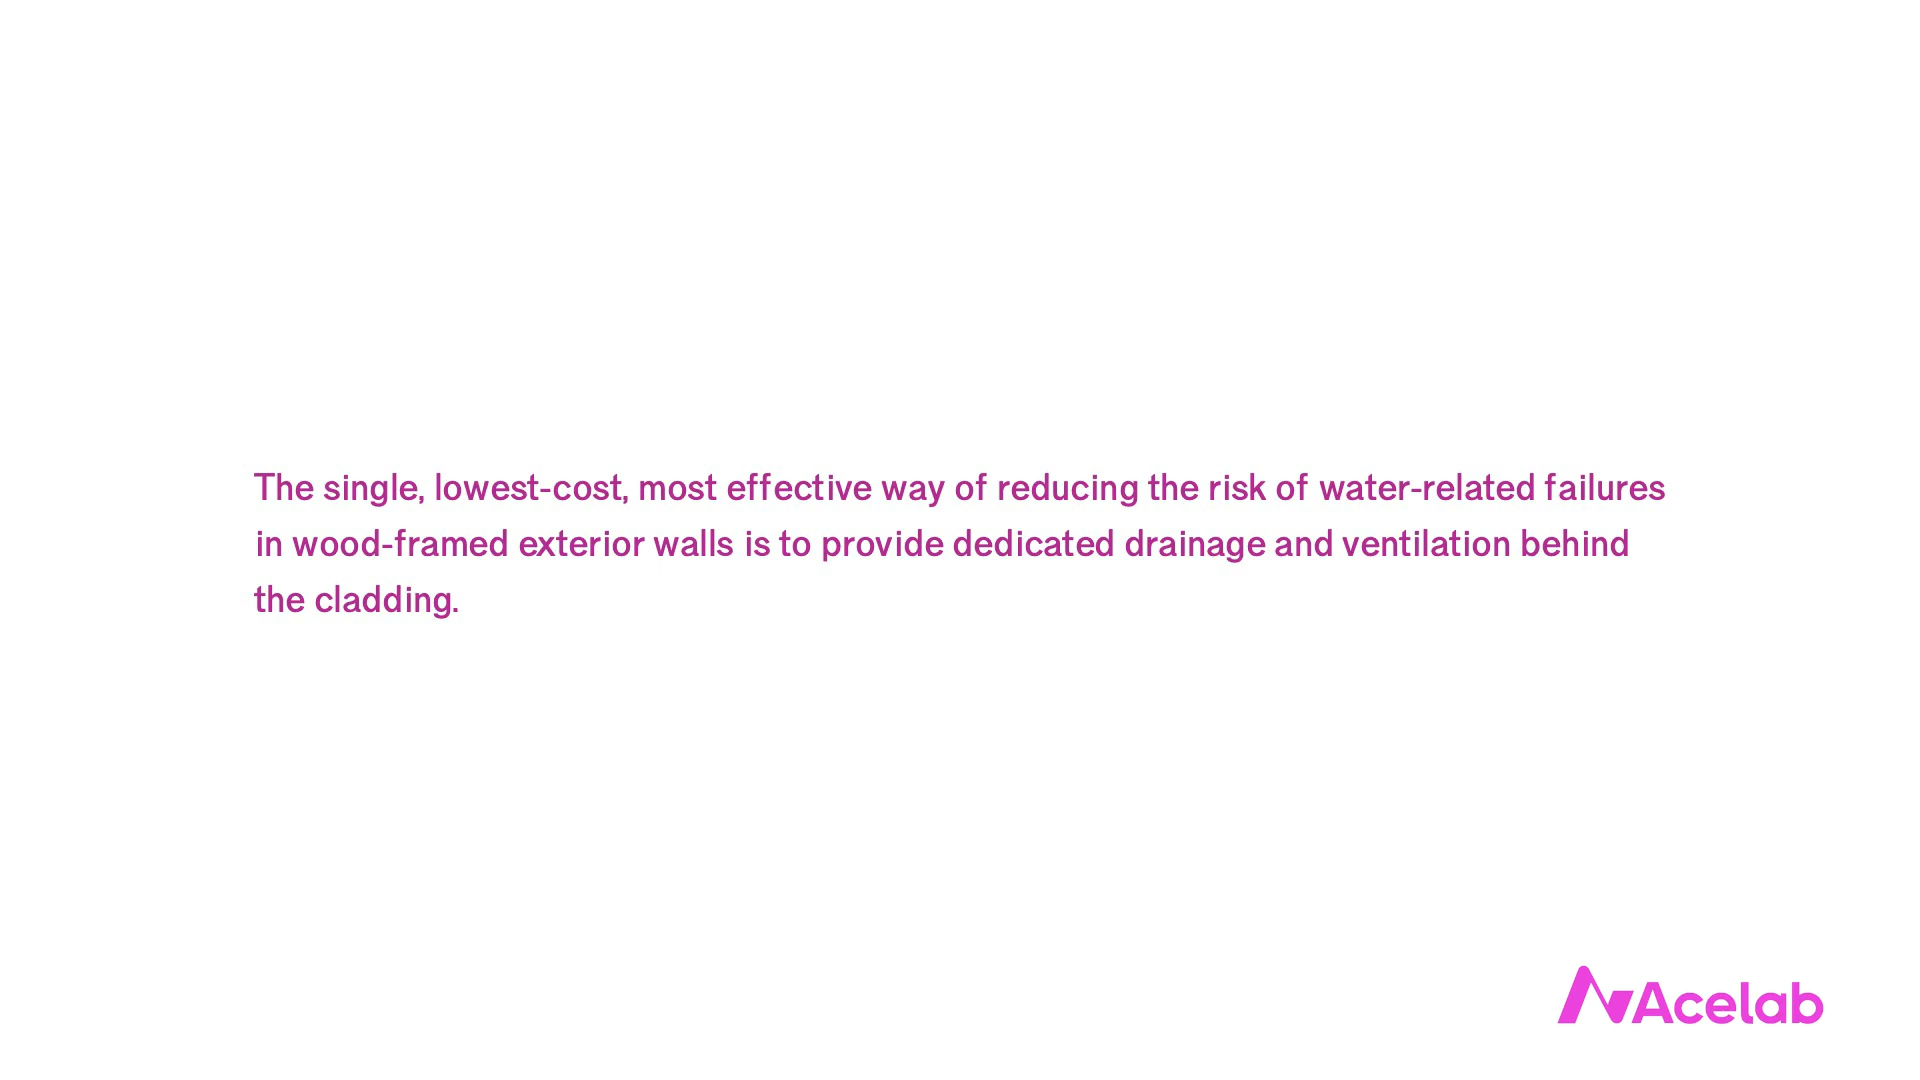 The single, lowest-cost, most effective way of reducing the risk of water-related failures
in wood-framed exterior walls is to provide dedicated drainage and ventilation behind
the cladding.
Acelab